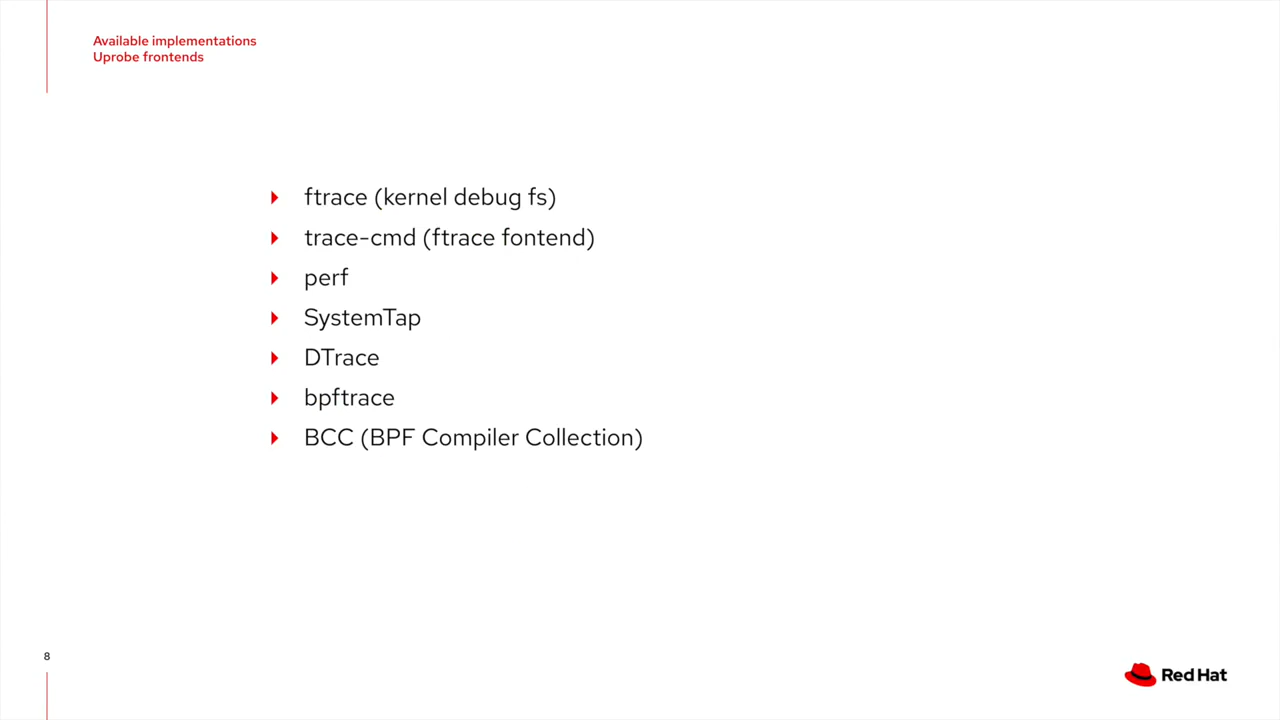 Available implementations
Uprobe frontends
ftrace (kernel debug fs)
trace-cmd (ftrace fontend)
perf
SystemTap
DTrace
bpftrace
BCC (BPF Compiler Collection)
8
Red Hat